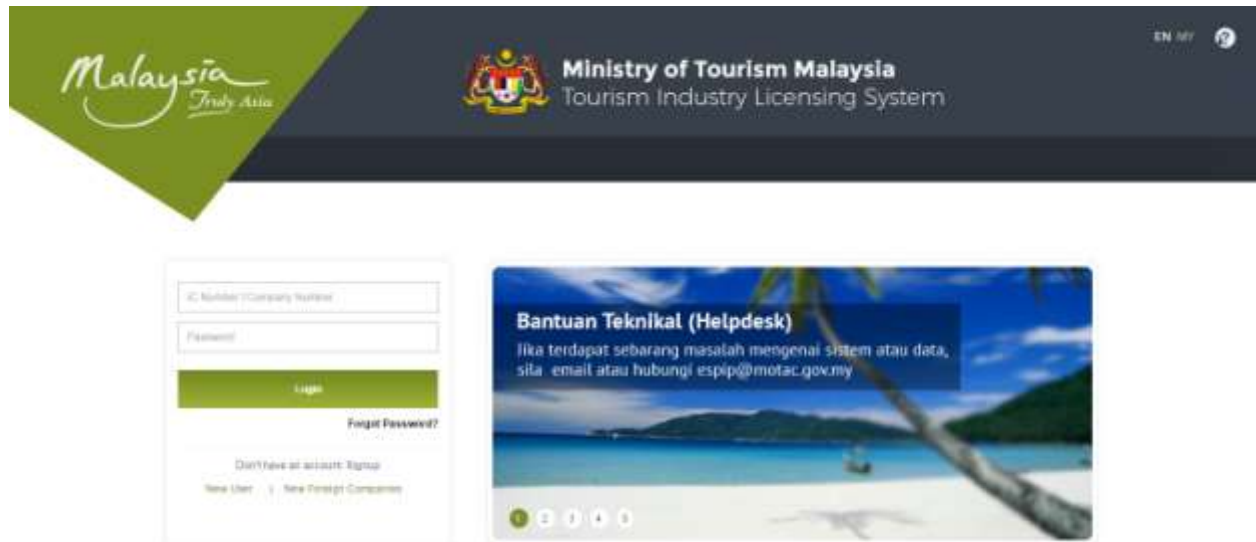 Malaysia
Truly Asia
Ministry of Tourism Malaysia
Tourism Industry Licensing System
EN MY
IC Number / Company Number
Password
Login
Forgot Password?
Don't have an account: Signup
New User | New Foreign Companies
Bantuan Teknikal (Helpdesk)
Jika terdapat sebarang masalah mengenai sistem atau data,
sila email atau hubungi espip@motac.gov.my
1 2 3 4 5